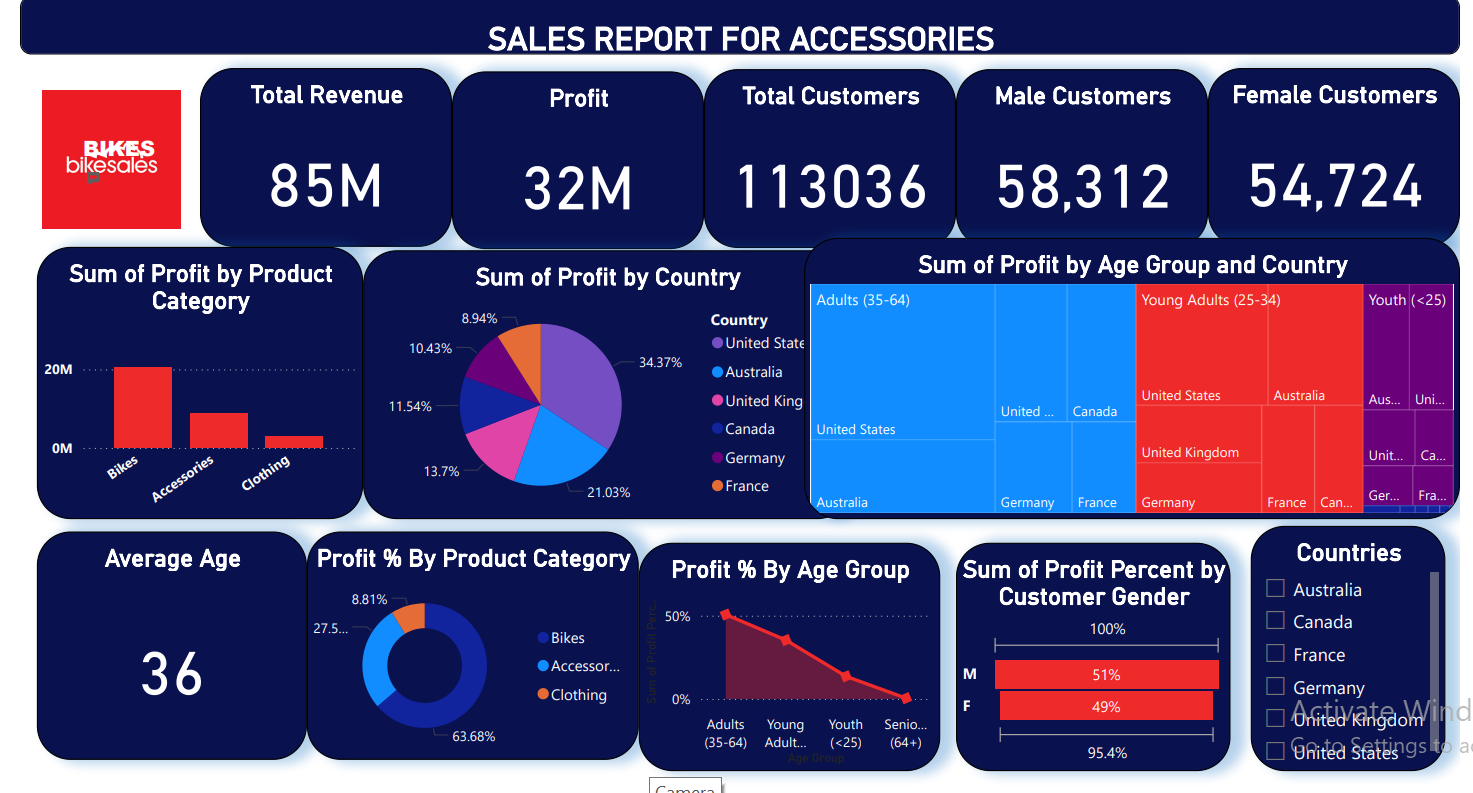 SALES REPORT FOR ACCESSORIES
BIKES
bikesales
Total Revenue
85M
Profit
32M
Total Customers
113036
Male Customers
58,312
Female Customers
54,724
Sum of Profit by Product
Category
20M
0M
Bikes
Accessories
Clothing
Sum of Profit by Country
8.94%
10.43%
11.54%
13.7%
34.37%
21.03%
Country
United State
Australia
United King
Canada
Germany
France
Sum of Profit by Age Group and Country
Adults (35-64)
United States
Australia
United ...
Canada
Germany
France
Young Adults (25-34)
United States
Australia
United Kingdom
Germany
France
Can...
Youth (<25)
Aus...
Uni...
Unit...
Ca...
Ger...
Fra...
Average Age
36
Profit % By Product Category
8.81%
27.5...
63.68%
Bikes
Accessor...
Clothing
Profit % By Age Group
Sum of Profit Perc...
50%
0%
Adults
(35-64)
Young
Adult...
Youth
(<25)
Senio...
(64+)
Age Group
Sum of Profit Percent by
Customer Gender
100%
M
51%
F
49%
95.4%
Countries
Australia
Canada
France
Germany
United Kingdom
United States
Activate Wind
Go to Settings to ac
Camera